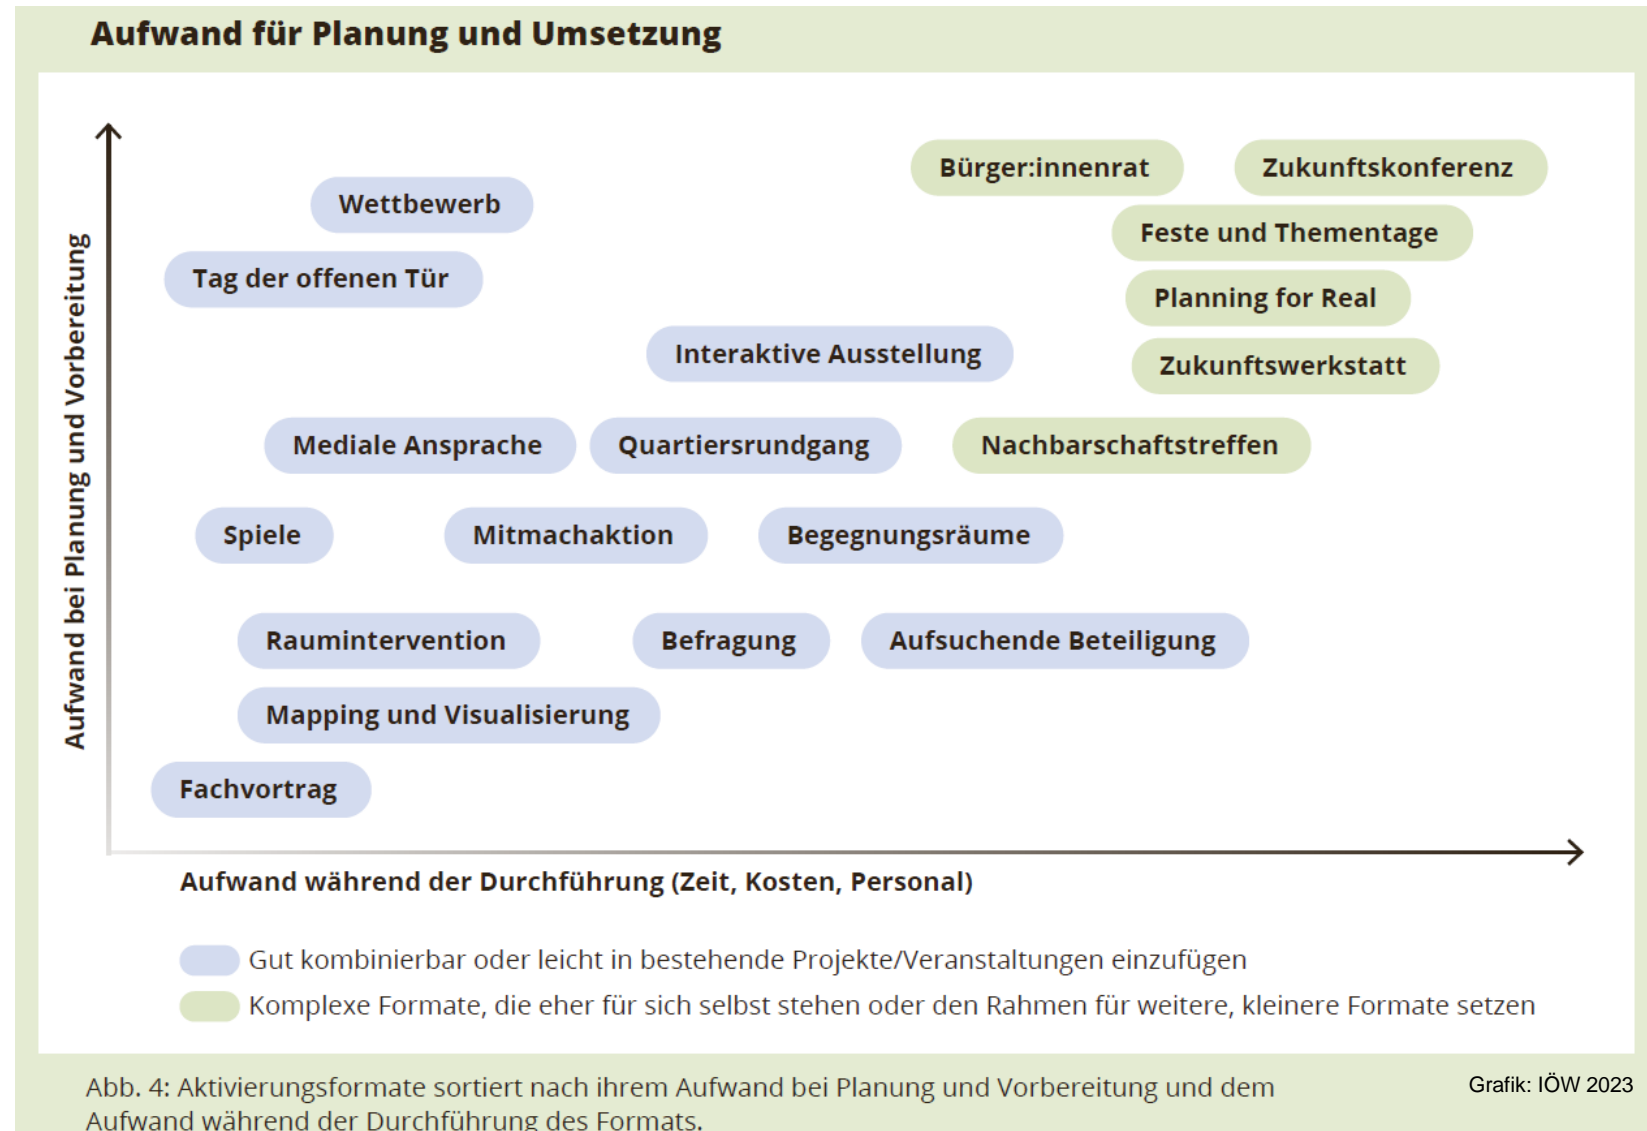 Aufwand für Planung und Umsetzung
Aufwand bei Planung und Vorbereitung
Bürger:innenrat
Zukunftskonferenz
Wettbewerb
Feste und Thementage
Tag der offenen Tür
Planning for Real
Interaktive Ausstellung
Zukunftswerkstatt
Mediale Ansprache
Quartiersrundgang
Nachbarschaftstreffen
Spiele
Mitmachaktion
Begegnungsräume
Raumintervention
Befragung
Aufsuchende Beteiligung
Mapping und Visualisierung
Fachvortrag
Aufwand während der Durchführung (Zeit, Kosten, Personal)
Gut kombinierbar oder leicht in bestehende Projekte/Veranstaltungen einzufügen
Komplexe Formate, die eher für sich selbst stehen oder den Rahmen für weitere, kleinere Formate setzen
Abb. 4: Aktivierungsformate sortiert nach ihrem Aufwand bei Planung und Vorbereitung und dem
Aufwand während der Durchführung des Formats.
Grafik: IÖW 2023